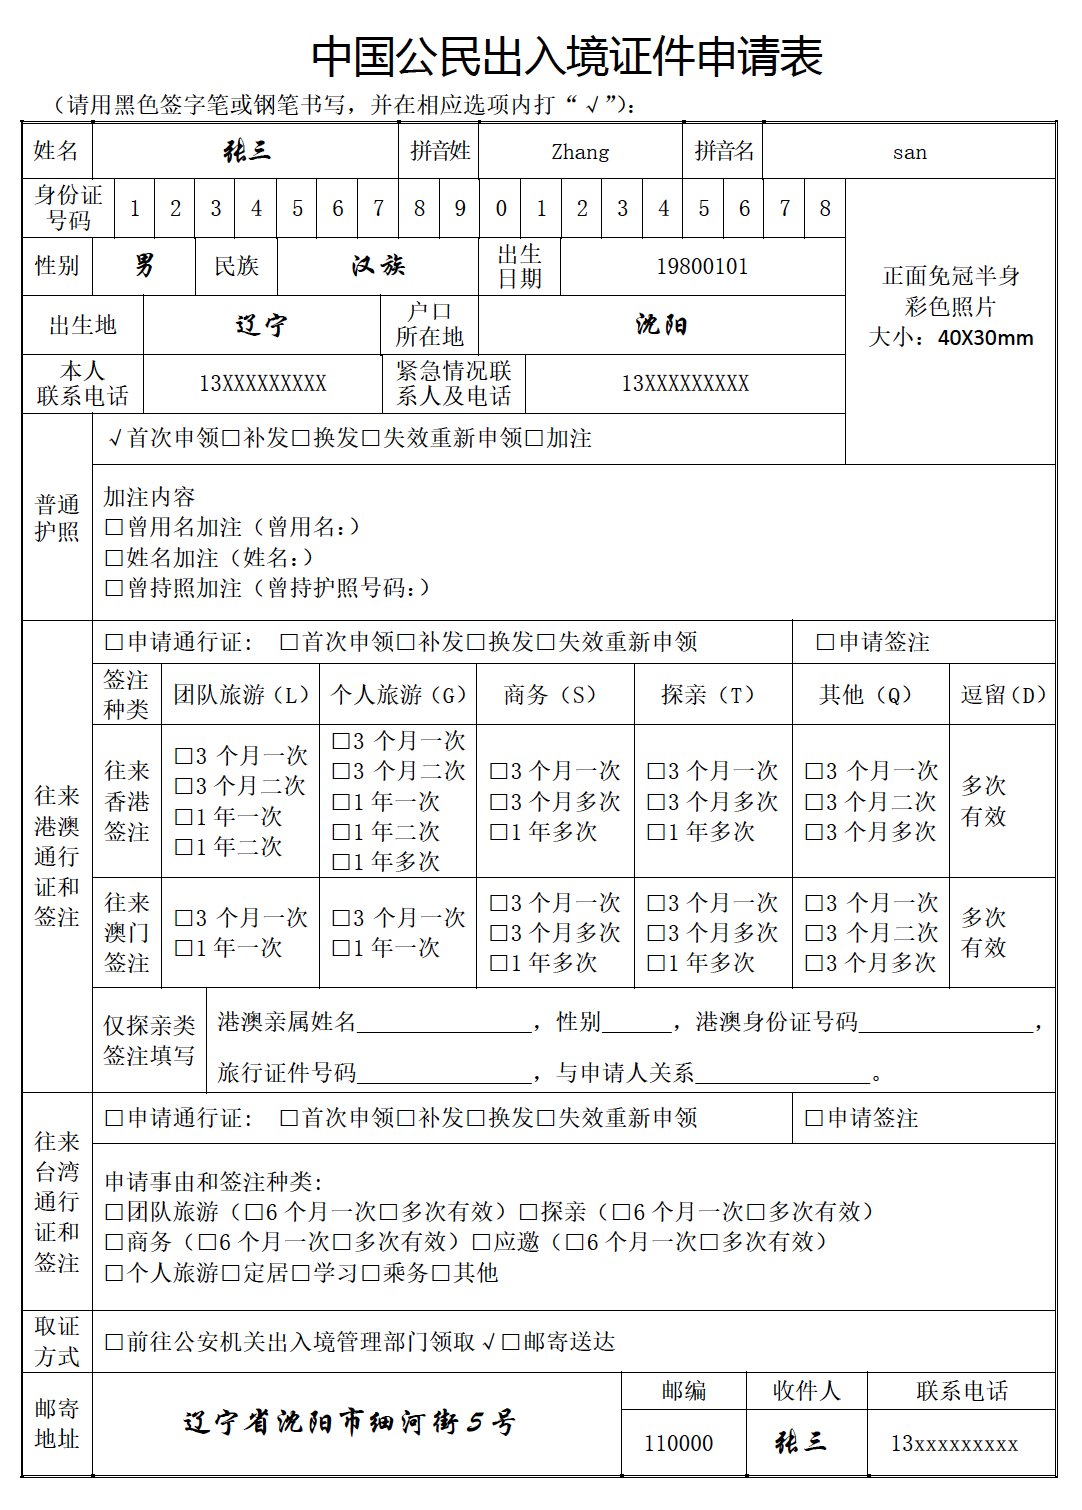 中国公民出入境证件申请表
（请用黑色签字笔或钢笔书写，并在相应选项内打“√”）：
姓名 张三 拼音姓 Zhang 拼音名 san
身份证号码 1 2 3 4 5 6 7 8 9 0 1 2 3 4 5 6 7 8
正面免冠半身
彩色照片
大小：40X30mm
性别 男 民族 汉族 出生日期 19800101
出生地 辽宁 户口所在地 沈阳
本人联系电话 13XXXXXXXXX 紧急情况联系人及电话 13XXXXXXXXX
普通护照
√首次申领□补发□换发□失效重新申领□加注
加注内容
□曾用名加注（曾用名：）
□姓名加注（姓名：）
□曾持照加注（曾持护照号码：）
往来港澳通行证和签注
□申请通行证： □首次申领□补发□换发□失效重新申领 □申请签注
签注种类 团队旅游（L） 个人旅游（G） 商务（S） 探亲（T） 其他（Q） 逗留（D）
往来香港签注
□3 个月一次
□3 个月二次
□1 年一次
□1 年二次
□3 个月一次
□3 个月二次
□1 年一次
□1 年二次
□1 年多次
□3 个月一次
□3 个月多次
□1 年多次
□3 个月一次
□3 个月多次
□1 年多次
□3 个月一次
□3 个月二次
□3 个月多次
多次
有效
往来澳门签注
□3 个月一次
□1 年一次
□3 个月一次
□1 年一次
□3 个月一次
□3 个月多次
□1 年多次
□3 个月一次
□3 个月多次
□1 年多次
□3 个月一次
□3 个月二次
□3 个月多次
多次
有效
仅探亲类签注填写
港澳亲属姓名_______________，性别______，港澳身份证号码_______________，
旅行证件号码_______________，与申请人关系_______________。
往来台湾通行证和签注
□申请通行证： □首次申领□补发□换发□失效重新申领 □申请签注
申请事由和签注种类：
□团队旅游（□6 个月一次□多次有效）□探亲（□6 个月一次□多次有效）
□商务（□6 个月一次□多次有效）□应邀（□6 个月一次□多次有效）
□个人旅游□定居□学习□乘务□其他
取证方式 □前往公安机关出入境管理部门领取√□邮寄送达
邮寄地址 辽宁省沈阳市细河街5号
邮编 收件人 联系电话
110000 张三 13xxxxxxxxx